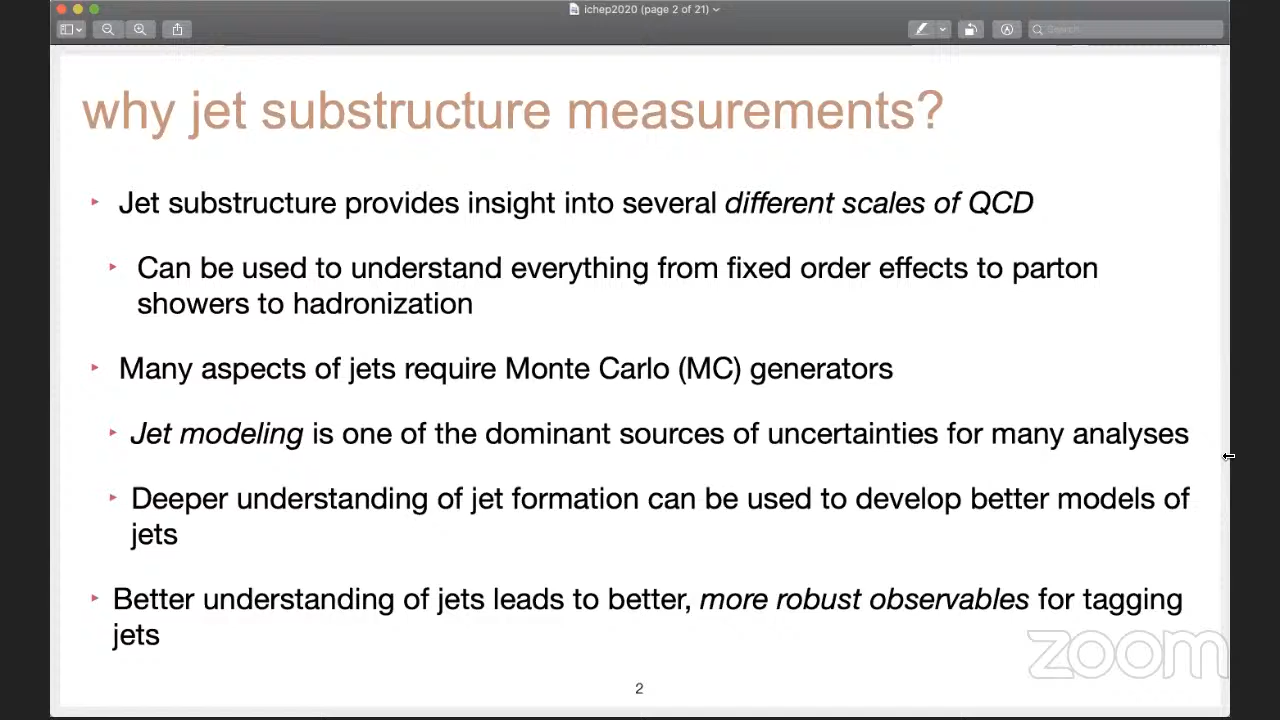 ichep2020 (page 2 of 21)
Search
why jet substructure measurements?
Jet substructure provides insight into several different scales of QCD
Can be used to understand everything from fixed order effects to parton
showers to hadronization
Many aspects of jets require Monte Carlo (MC) generators
Jet modeling is one of the dominant sources of uncertainties for many analyses
Deeper understanding of jet formation can be used to develop better models of
jets
Better understanding of jets leads to better, more robust observables for tagging
jets
zoom
2